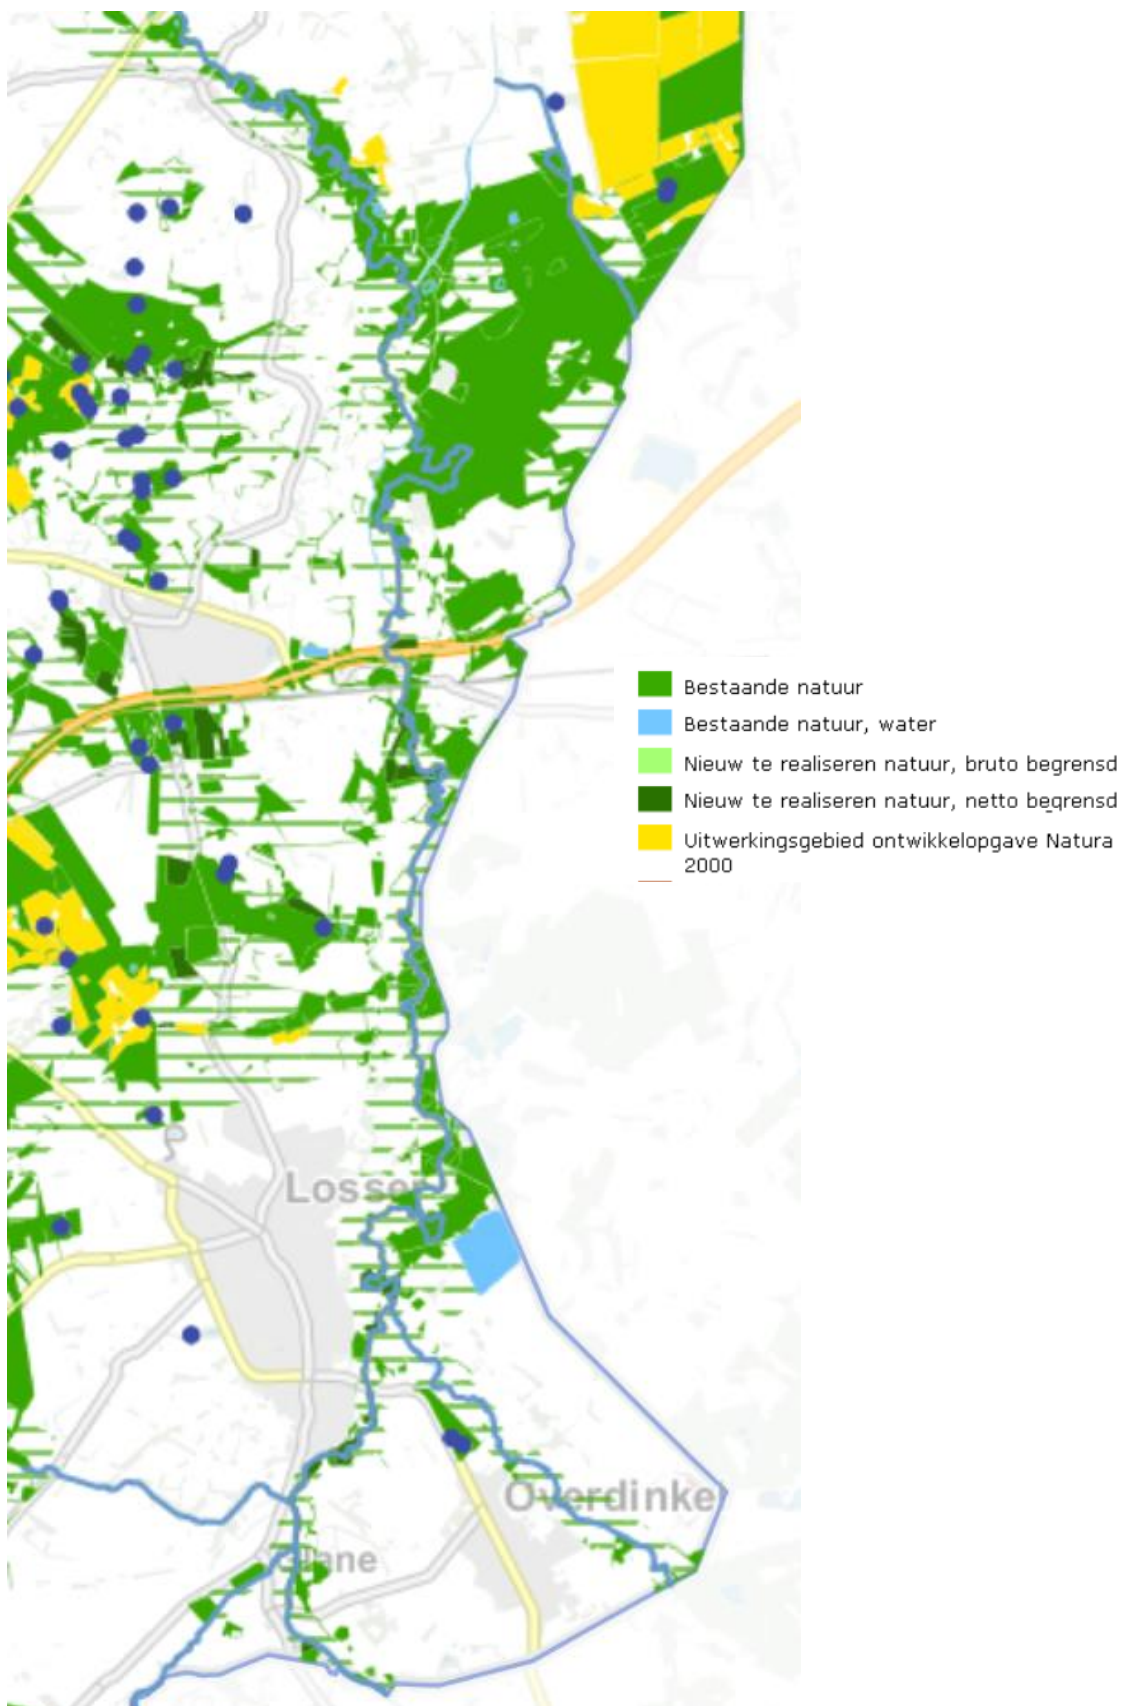 Bestaande natuur
Bestaande natuur, water
Nieuw te realiseren natuur, bruto begrensd
Nieuw te realiseren natuur, netto begrensd
Uitwerkingsgebied ontwikkelopgave Natura
2000
Losser
Overdinkel
Glane